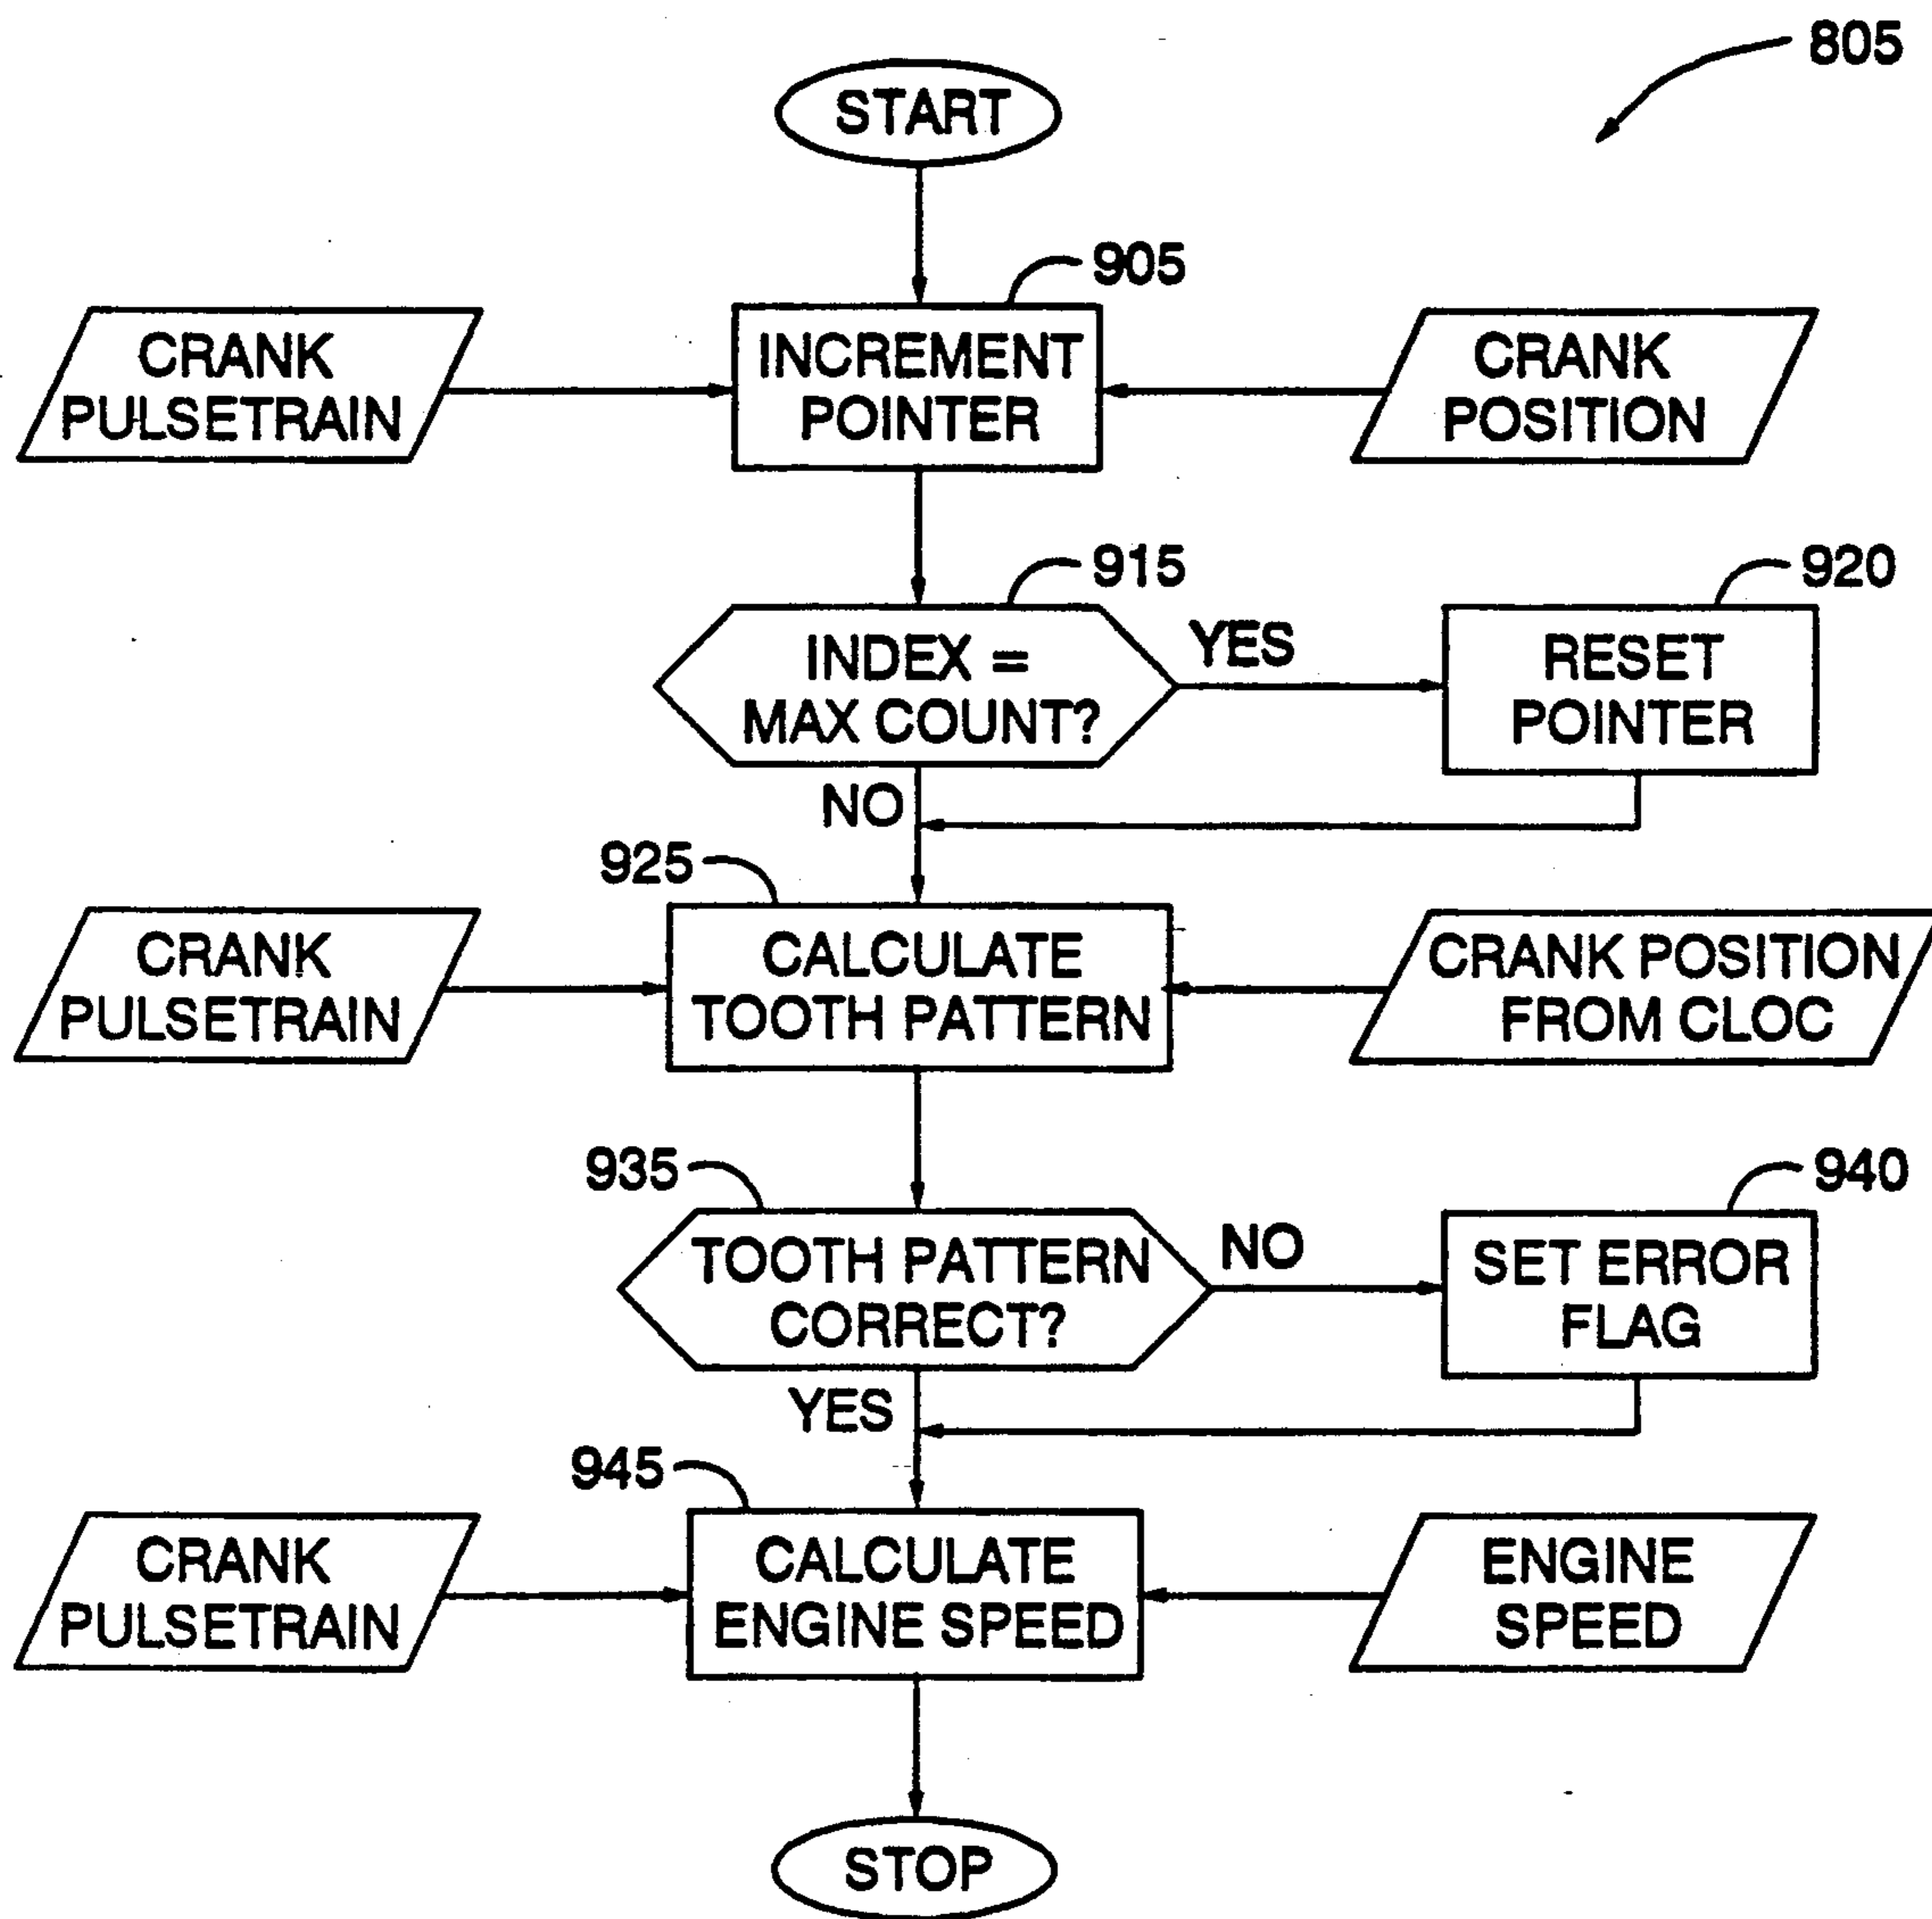 805
START
905
CRANK
PULSETRAIN
INCREMENT
POINTER
CRANK
POSITION
915
920
INDEX =
MAX COUNT?
YES
RESET
POINTER
NO
925
CRANK
PULSETRAIN
CALCULATE
TOOTH PATTERN
CRANK POSITION
FROM CLOC
935
940
TOOTH PATTERN
CORRECT?
NO
SET ERROR
FLAG
YES
945
CRANK
PULSETRAIN
CALCULATE
ENGINE SPEED
ENGINE
SPEED
STOP